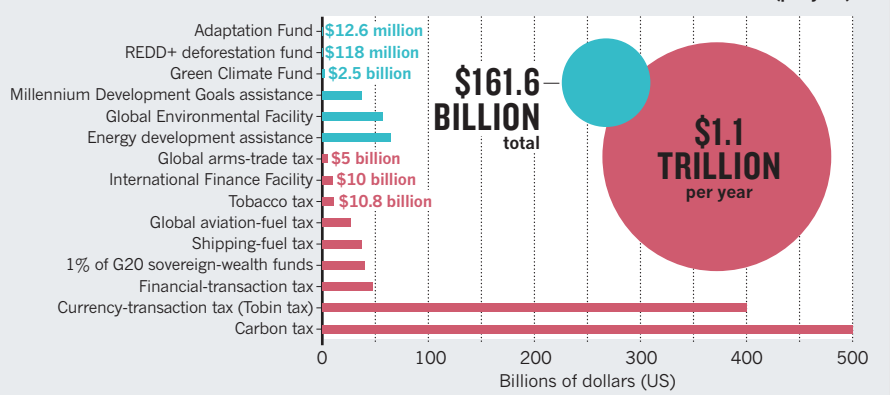 Adaptation Fund $12.6 million
REDD+ deforestation fund $118 million
Green Climate Fund $2.5 billion
Millennium Development Goals assistance
Global Environmental Facility
Energy development assistance
Global arms-trade tax $5 billion
International Finance Facility $10 billion
Tobacco tax $10.8 billion
Global aviation-fuel tax
Shipping-fuel tax
1% of G20 sovereign-wealth funds
Financial-transaction tax
Currency-transaction tax (Tobin tax)
Carbon tax
0 100 200 300 400 500
Billions of dollars (US)
$161.6
BILLION
total
$1.1
TRILLION
per year